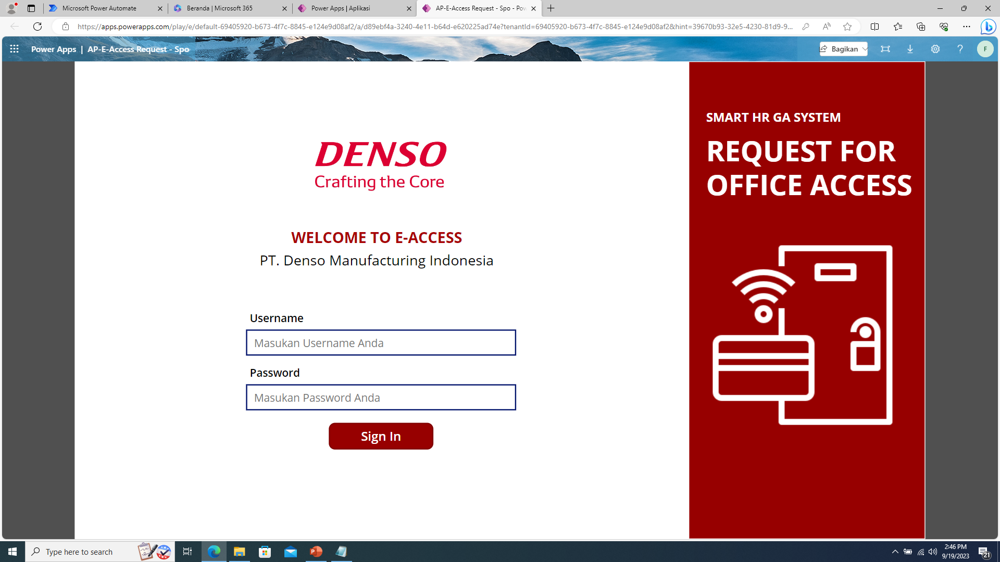 Microsoft Power Automate
Beranda | Microsoft 365
Power Apps | Aplikasi
AP-E-Access Request - Spo - Pow
https://apps.powerapps.com/play/e/default-69405920-b673-4f7c-8845-e124e9d08af2/a/d89ebf4a-3240-4e11-b64d-e620225ad74e?tenantId=69405920-b673-4f7c-8845-e124e9d08af2&hint=39670b93-32e5-4230-81d9-9...
Power Apps | AP-E-Access Request - Spo
Bagikan
F
DENSO
Crafting the Core
WELCOME TO E-ACCESS
PT. Denso Manufacturing Indonesia
Username
Masukan Username Anda
Password
Masukan Password Anda
Sign In
SMART HR GA SYSTEM
REQUEST FOR
OFFICE ACCESS
Type here to search
2:46 PM
9/19/2023
21